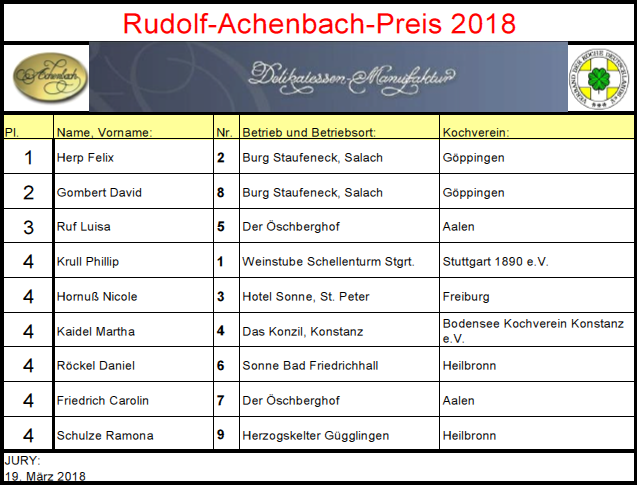 Rudolf-Achenbach-Preis 2018
Achenbach
Delikatessen-Manufaktur
VERBAND DER KÖCHE DEUTSCHLANDS E.V.
Pl. Name, Vorname: Nr. Betrieb und Betriebsort: Kochverein:
1 Herp Felix 2 Burg Staufeneck, Salach Göppingen
2 Gombert David 8 Burg Staufeneck, Salach Göppingen
3 Ruf Luisa 5 Der Öschberghof Aalen
4 Krull Phillip 1 Weinstube Schellenturm Stgrt. Stuttgart 1890 e.V.
4 Hornuß Nicole 3 Hotel Sonne, St. Peter Freiburg
4 Kaidel Martha 4 Das Konzil, Konstanz Bodensee Kochverein Konstanz
e.V.
4 Röckel Daniel 6 Sonne Bad Friedrichhall Heilbronn
4 Friedrich Carolin 7 Der Öschberghof Aalen
4 Schulze Ramona 9 Herzogskelter Gügglingen Heilbronn
JURY:
19. März 2018